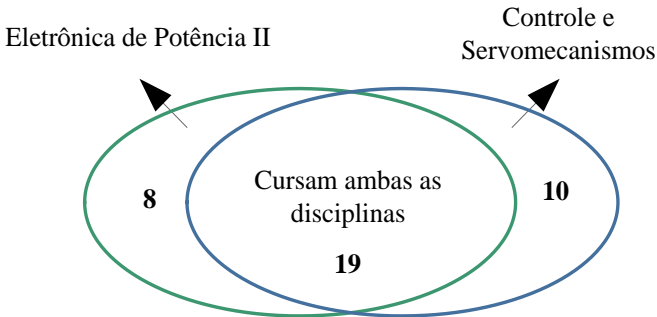 Eletrônica de Potência II
Controle e
Servomecanismos
8
Cursam ambas as
disciplinas
19
10